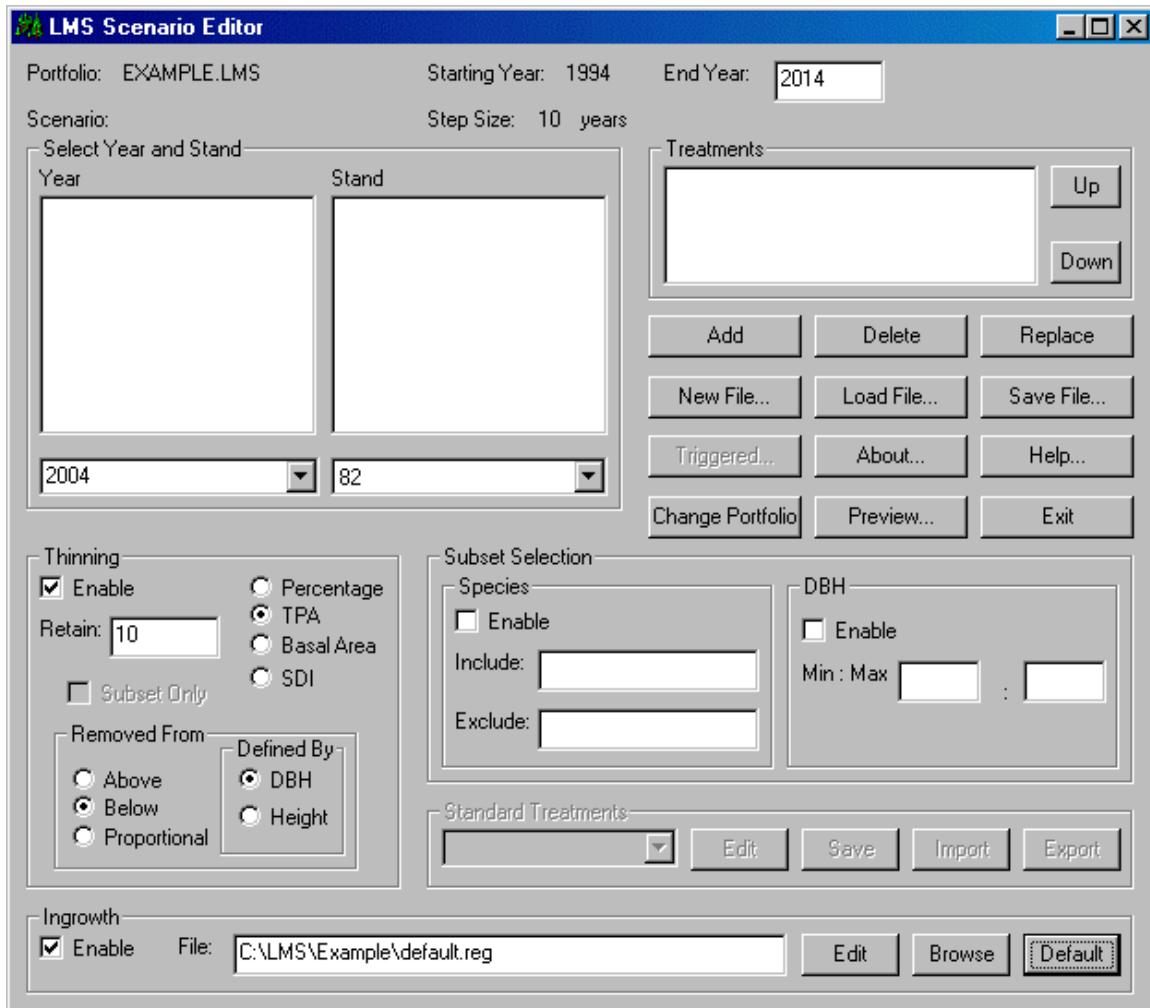 LMS Scenario Editor
Portfolio: EXAMPLE.LMS Starting Year: 1994 End Year: 2014
Scenario: Step Size: 10 years
Select Year and Stand
Year Stand
2004 82
Treatments
Up
Down
Add Delete Replace
New File... Load File... Save File...
Triggered... About... Help...
Change Portfolio Preview... Exit
Thinning
Enable
Retain: 10
Percentage
TPA
Basal Area
SDI
Subset Only
Removed From
Above
Below
Proportional
Defined By
DBH
Height
Subset Selection
Species
Enable
Include:
Exclude:
DBH
Enable
Min : Max :
Standard Treatments
Edit Save Import Export
Ingrowth
Enable File: C:\LMS\Example\default.reg Edit Browse Default